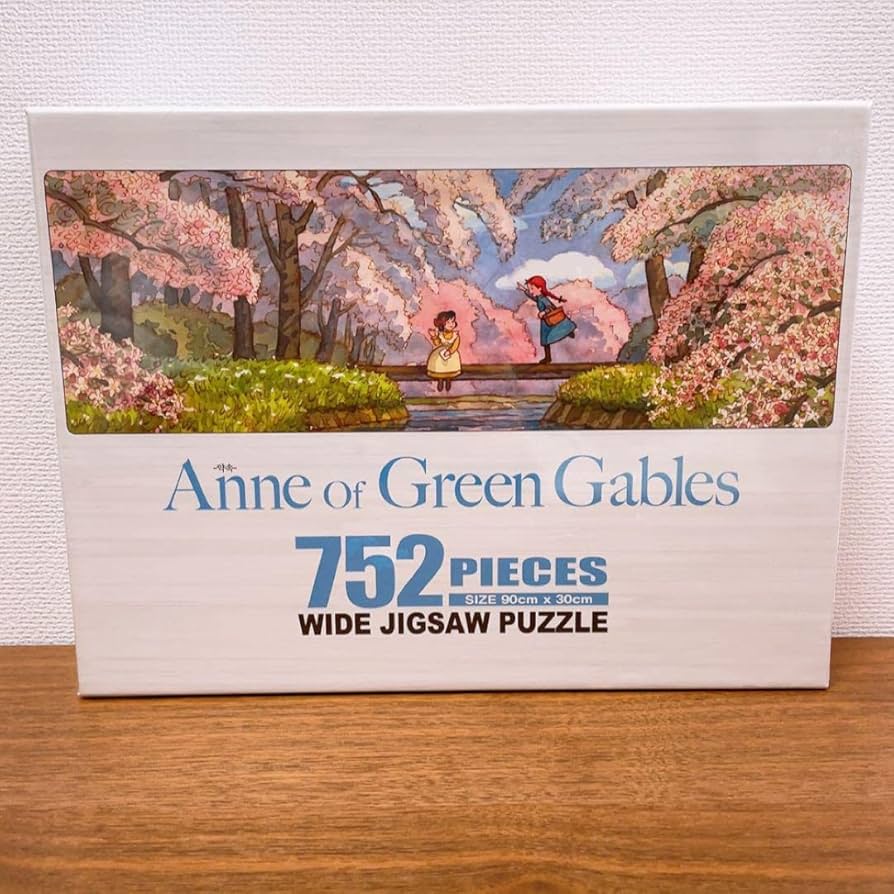 -약속-
Anne of Green Gables
752 PIECES
SIZE 90cm x 30cm
WIDE JIGSAW PUZZLE